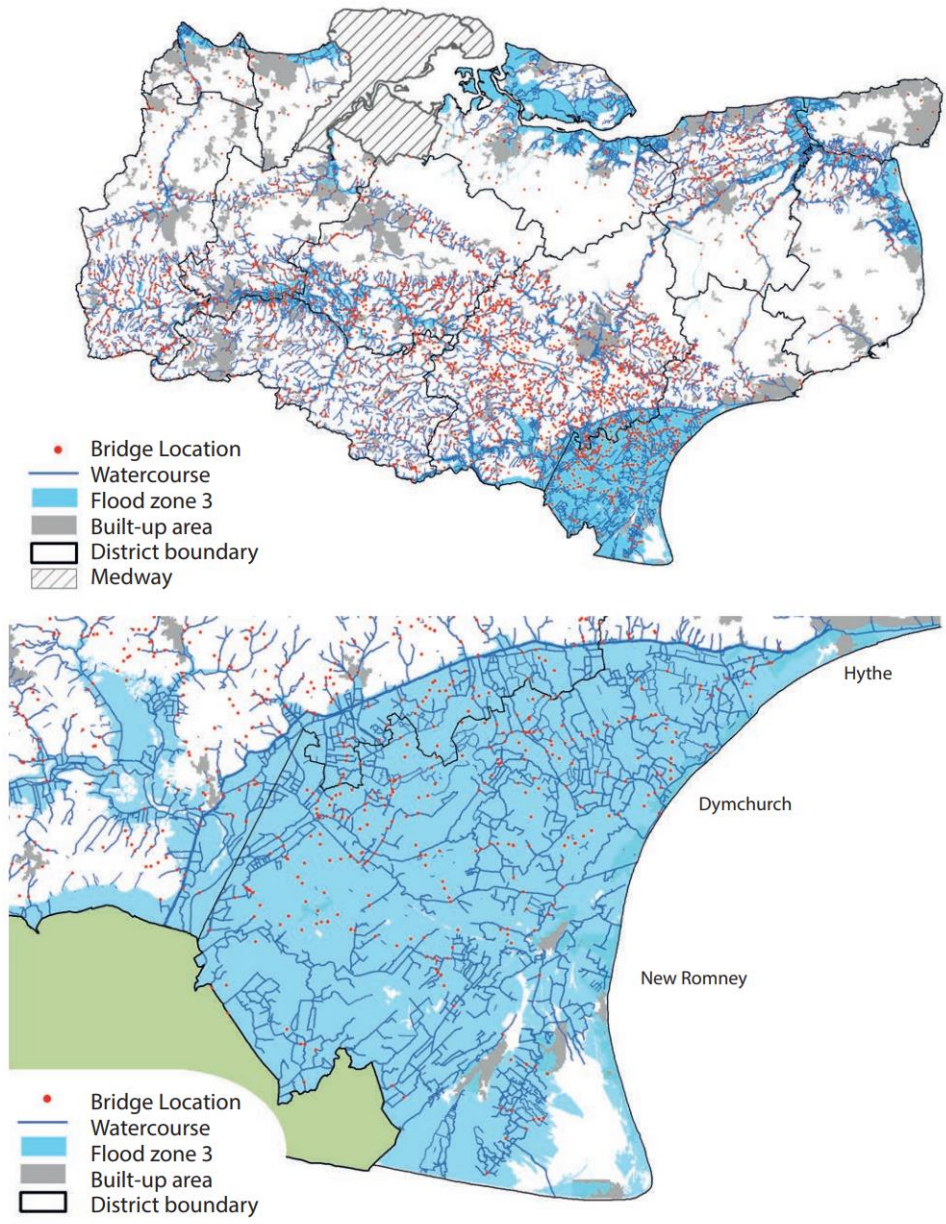 Bridge Location
Watercourse
Flood zone 3
Built-up area
District boundary
Medway
Hythe
Dymchurch
New Romney
Bridge Location
Watercourse
Flood zone 3
Built-up area
District boundary